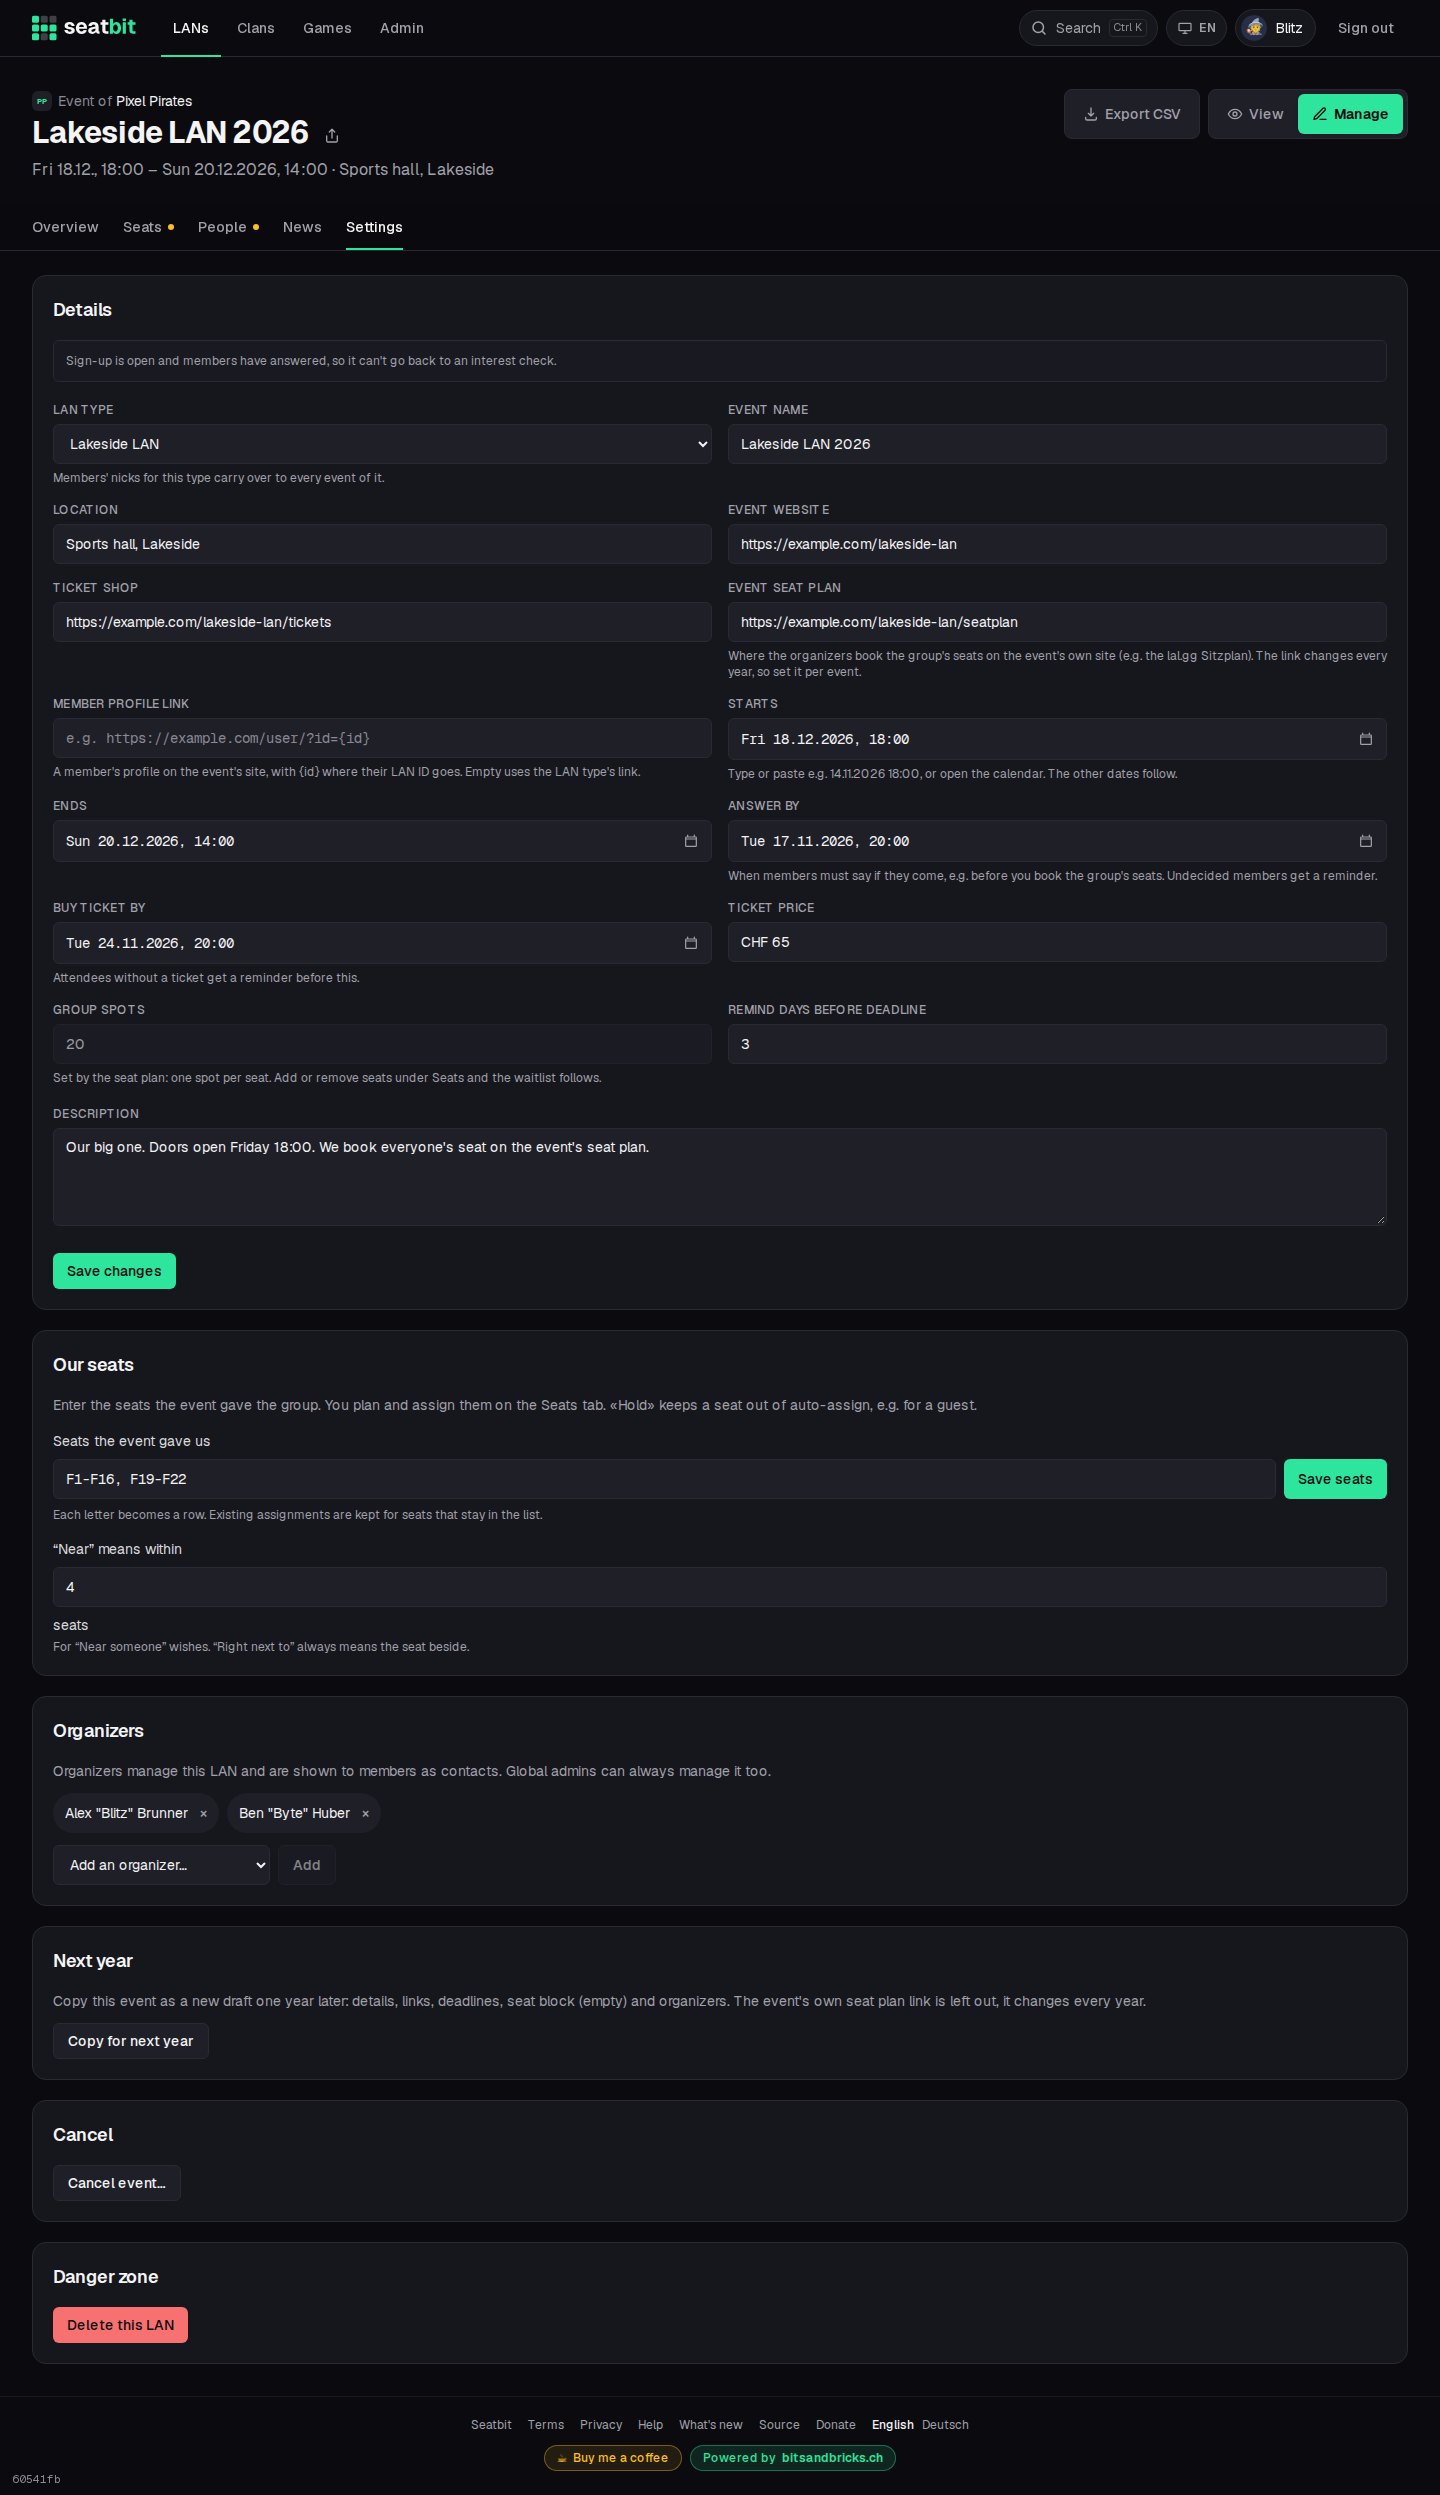 seatbit LANs Clans Games Admin Search Ctrl K EN Blitz Sign out
PP Event of Pixel Pirates
Lakeside LAN 2026
Export CSV View Manage
Fri 18.12., 18:00 – Sun 20.12.2026, 14:00 · Sports hall, Lakeside
Overview Seats People News Settings
Details
Sign-up is open and members have answered, so it can't go back to an interest check.
LAN TYPE
EVENT NAME
Lakeside LAN
Lakeside LAN 2026
Members' nicks for this type carry over to every event of it.
LOCATION
EVENT WEBSITE
Sports hall, Lakeside
https://example.com/lakeside-lan
TICKET SHOP
EVENT SEAT PLAN
https://example.com/lakeside-lan/tickets
https://example.com/lakeside-lan/seatplan
Where the organizers book the group's seats on the event's own site (e.g. the lal.gg Sitzplan). The link changes every
year, so set it per event.
MEMBER PROFILE LINK
STARTS
e.g. https://example.com/user/?id={id}
Fri 18.12.2026, 18:00
A member's profile on the event's site, with {id} where their LAN ID goes. Empty uses the LAN type's link.
Type or paste e.g. 14.11.2026 18:00, or open the calendar. The other dates follow.
ENDS
ANSWER BY
Sun 20.12.2026, 14:00
Tue 17.11.2026, 20:00
When members must say if they come, e.g. before you book the group's seats. Undecided members get a reminder.
BUY TICKET BY
TICKET PRICE
Tue 24.11.2026, 20:00
CHF 65
Attendees without a ticket get a reminder before this.
GROUP SPOTS
REMIND DAYS BEFORE DEADLINE
20
3
Set by the seat plan: one spot per seat. Add or remove seats under Seats and the waitlist follows.
DESCRIPTION
Our big one. Doors open Friday 18:00. We book everyone's seat on the event's seat plan.
Save changes
Our seats
Enter the seats the event gave the group. You plan and assign them on the Seats tab. «Hold» keeps a seat out of auto-assign, e.g. for a guest.
Seats the event gave us
F1-F16, F19-F22
Save seats
Each letter becomes a row. Existing assignments are kept for seats that stay in the list.
“Near” means within
4
seats
For “Near someone” wishes. “Right next to” always means the seat beside.
Organizers
Organizers manage this LAN and are shown to members as contacts. Global admins can always manage it too.
Alex "Blitz" Brunner × Ben "Byte" Huber ×
Add an organizer… Add
Next year
Copy this event as a new draft one year later: details, links, deadlines, seat block (empty) and organizers. The event's own seat plan link is left out, it changes every year.
Copy for next year
Cancel
Cancel event…
Danger zone
Delete this LAN
Seatbit Terms Privacy Help What's new Source Donate English Deutsch
Buy me a coffee Powered by bitsandbricks.ch
60541fb